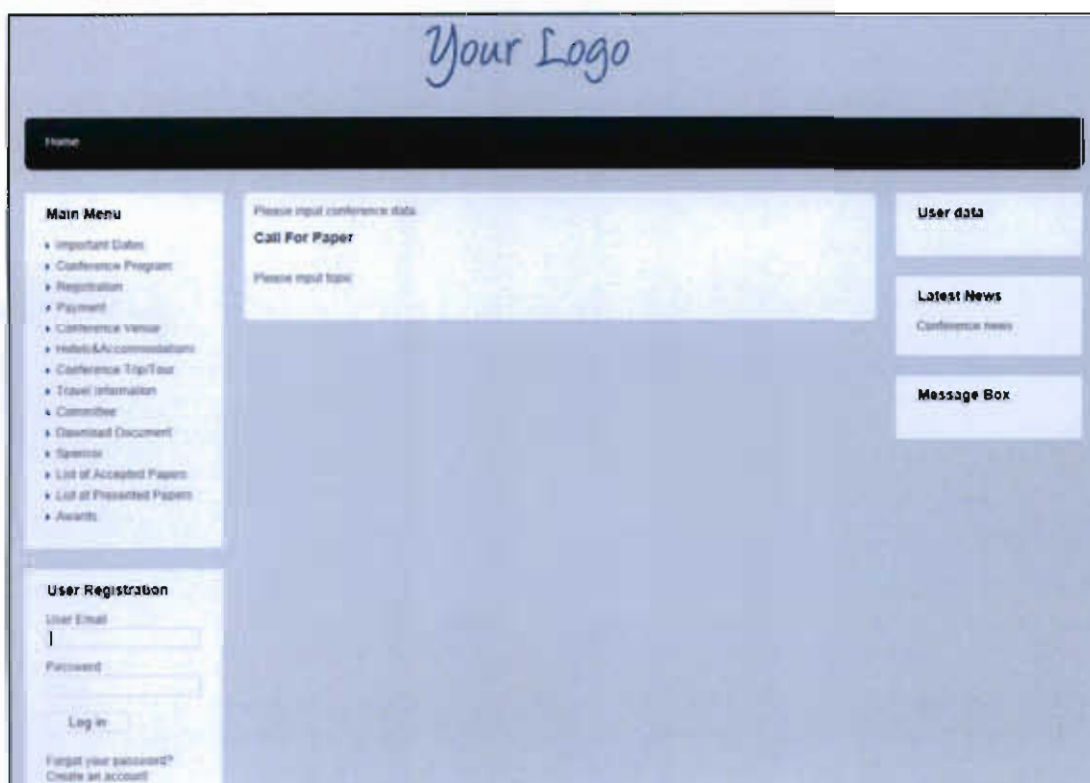 Your Logo
Home
Main Menu
Important Dates
Conference Program
Registration
Payment
Conference Venue
Hotels&Accommodations
Conference Trip/Tour
Travel Information
Committee
Download Document
Sponsor
List of Accepted Papers
List of Presented Papers
Awards
User Registration
User Email
Password
Log in
Forgot your password?
Create an account
Please input conference data
Call For Paper
Please input topic
User data
Latest News
Conference news
Message Box